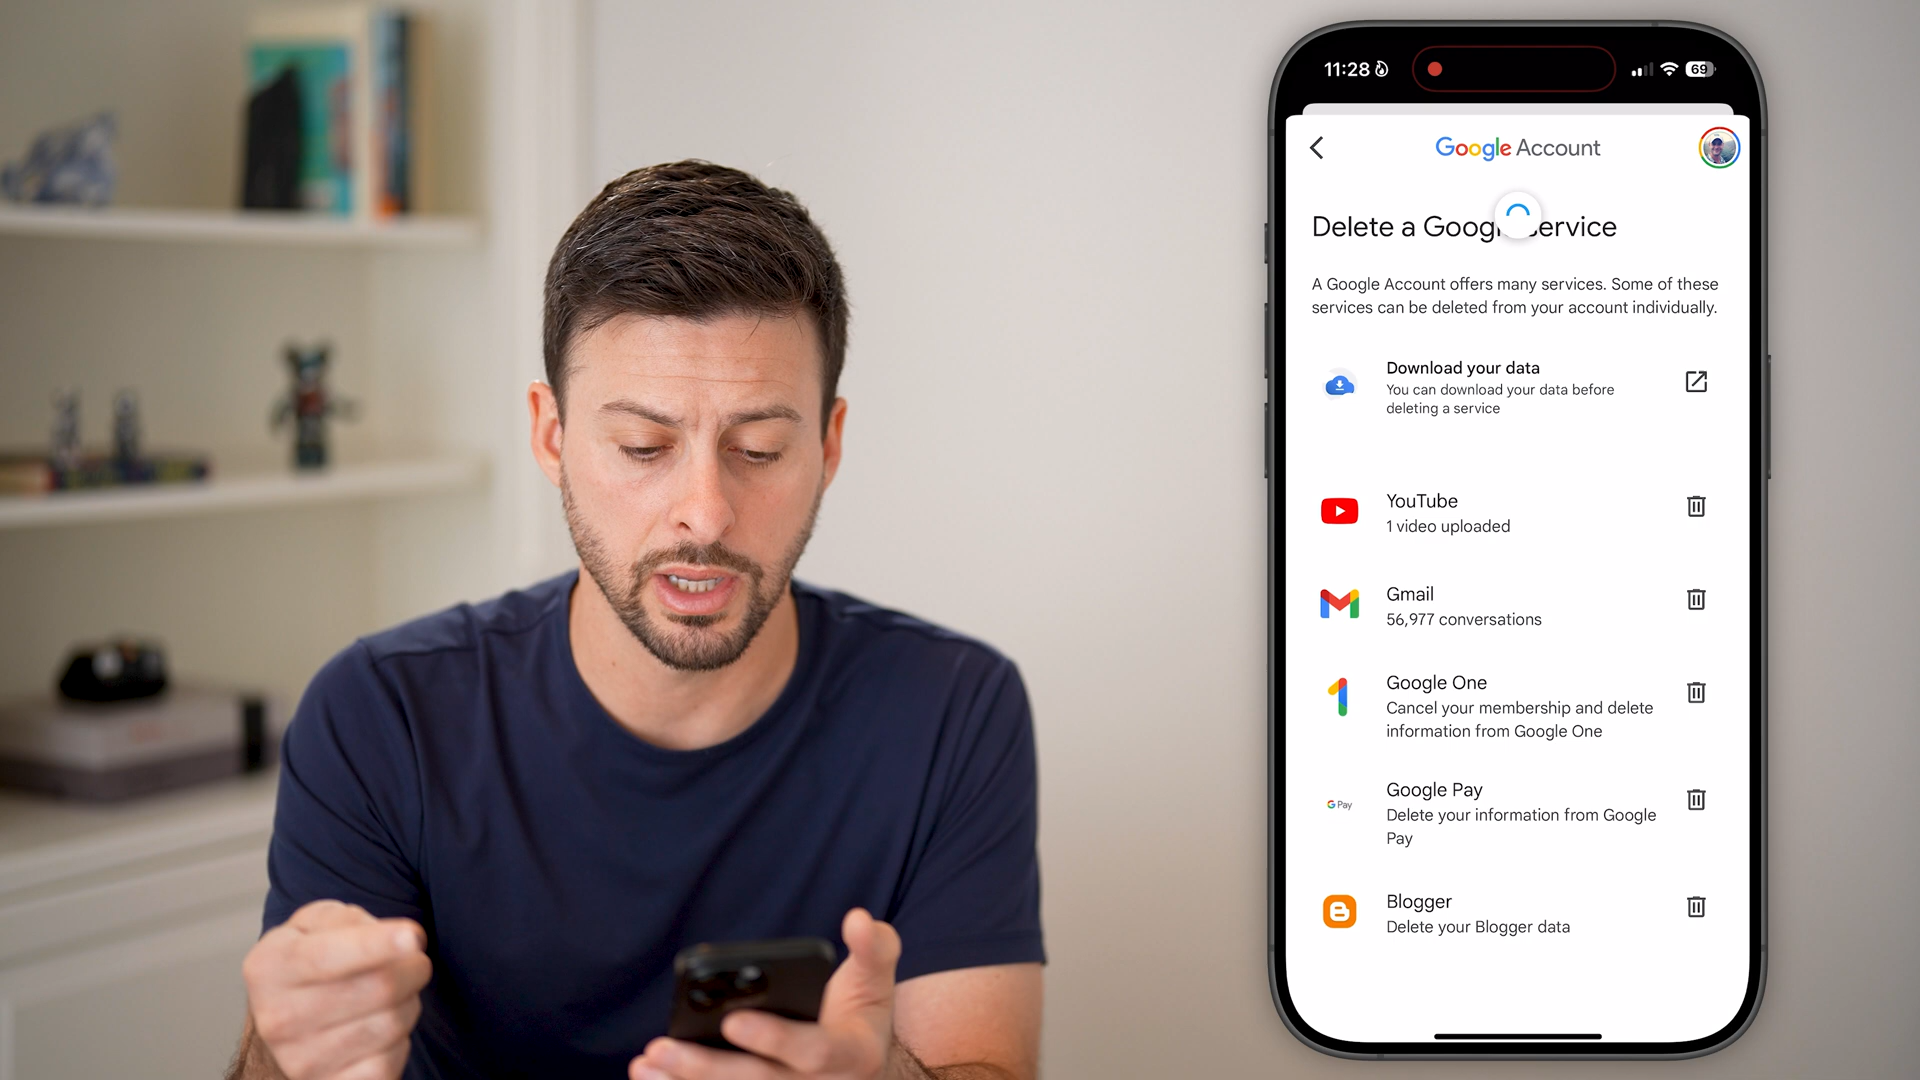 11:28
69
Google Account
Delete a Google service
A Google Account offers many services. Some of these
services can be deleted from your account individually.
Download your data
You can download your data before
deleting a service
YouTube
1 video uploaded
Gmail
56,977 conversations
Google One
Cancel your membership and delete
information from Google One
G Pay
Google Pay
Delete your information from Google
Pay
Blogger
Delete your Blogger data